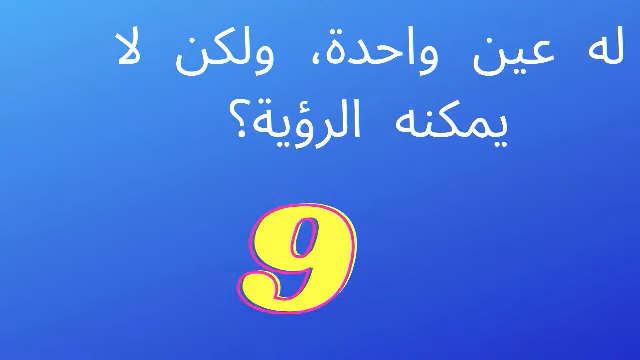 له عين واحدة، ولكن لا
يمكنه الرؤية؟
9